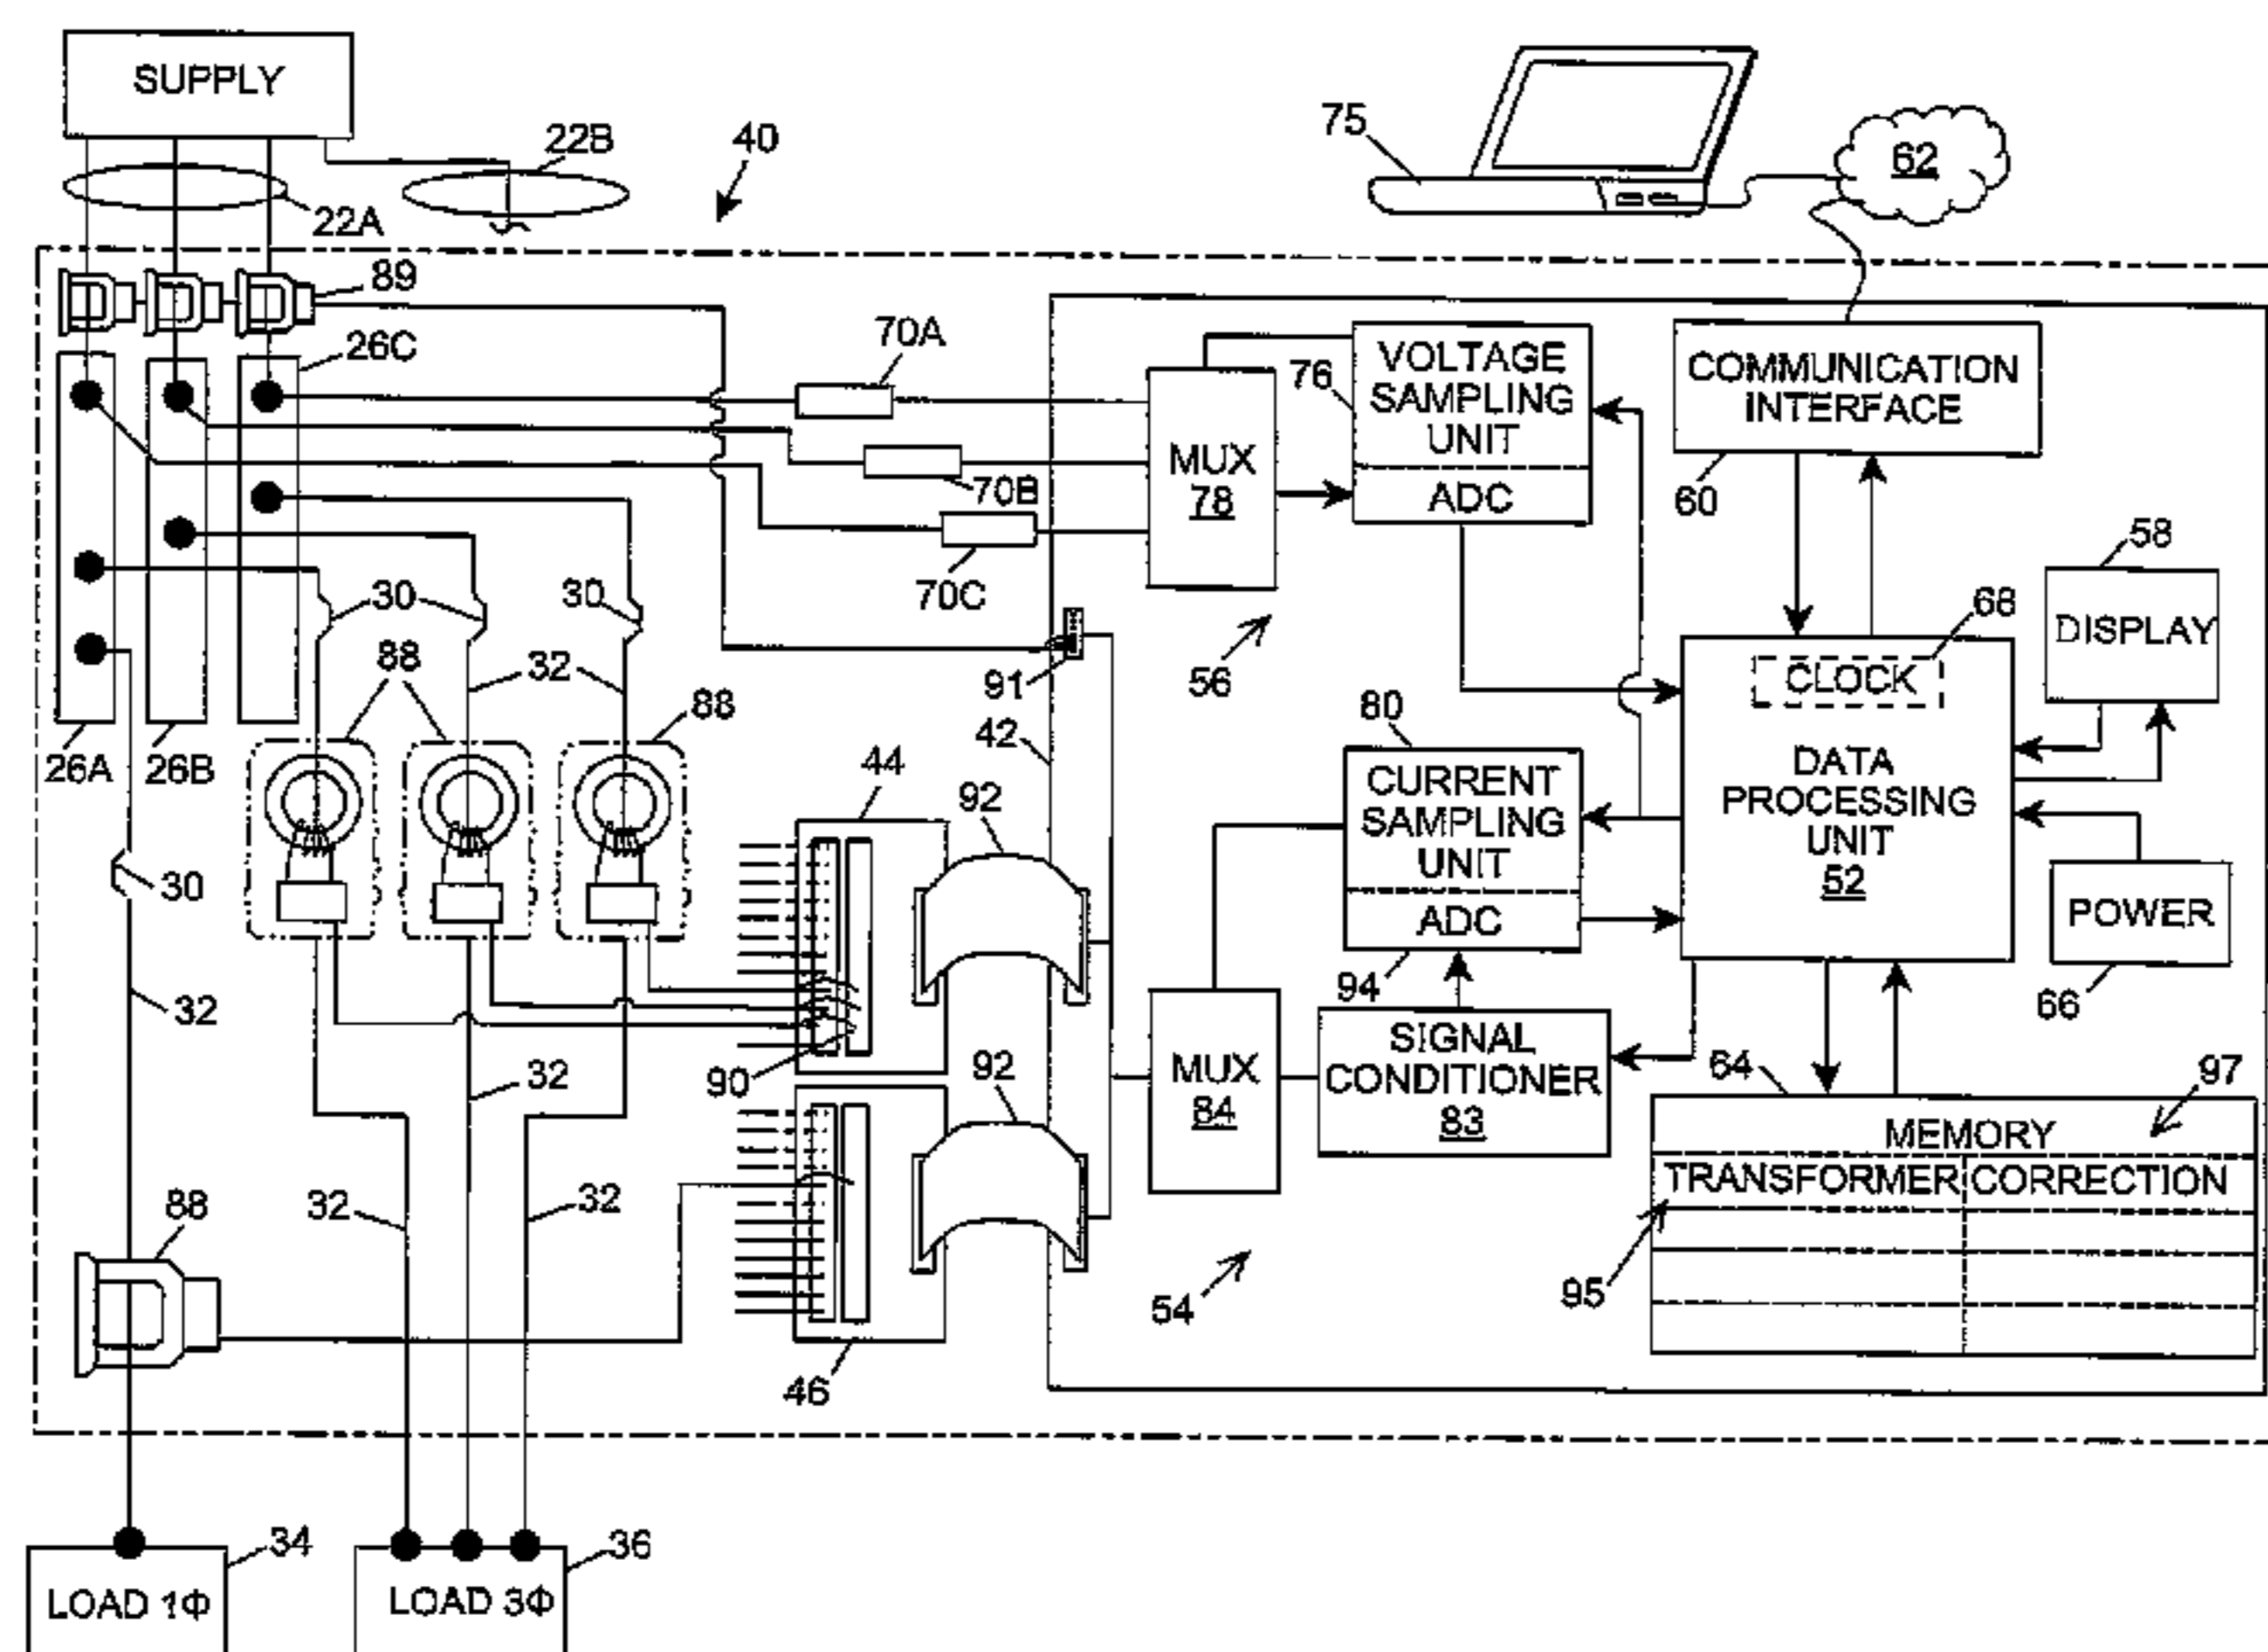 SUPPLY
22B
40
75
62
22A
89
26C
70A
76
VOLTAGE
SAMPLING
UNIT
ADC
COMMUNICATION
INTERFACE
MUX
78
70B
60
58
70C
30
30
68
DISPLAY
56
CLOCK
88
32
88
91
80
42
26A
26B
44
92
CURRENT
SAMPLING
UNIT
ADC
DATA
PROCESSING
UNIT
52
30
POWER
32
94
66
90
32
92
MUX
84
SIGNAL
CONDITIONER
83
64
97
MEMORY
TRANSFORMER
CORRECTION
88
32
32
95
54
46
34
36
LOAD 1Φ
LOAD 3Φ